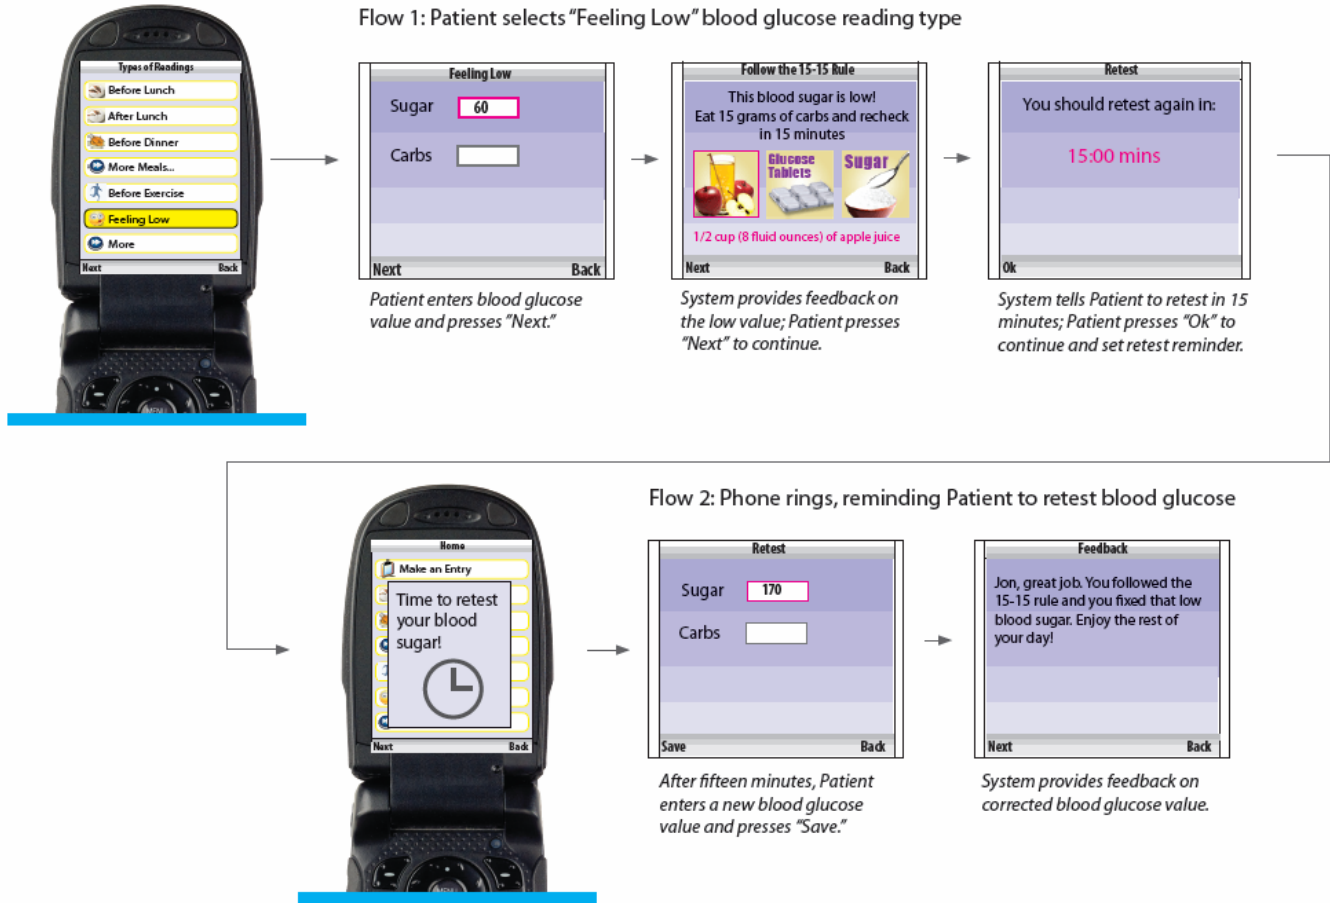 Flow 1: Patient selects “Feeling Low” blood glucose reading type
Types of Readings
Before Lunch
After Lunch
Before Dinner
More Meals...
Before Exercise
Feeling Low
More
Next Back
MENU
Feeling Low
Sugar 60
Carbs
Next Back
Patient enters blood glucose
value and presses “Next.”
Follow the 15-15 Rule
This blood sugar is low!
Eat 15 grams of carbs and recheck
in 15 minutes
Glucose
Tablets
Sugar
1/2 cup (8 fluid ounces) of apple juice
Next Back
System provides feedback on
the low value; Patient presses
“Next” to continue.
Retest
You should retest again in:
15:00 mins
Ok
System tells Patient to retest in 15
minutes; Patient presses “Ok” to
continue and set retest reminder.
Flow 2: Phone rings, reminding Patient to retest blood glucose
Home
Make an Entry
Time to retest
your blood
sugar!
Next Back
MENU
Retest
Sugar 170
Carbs
Save Back
After fifteen minutes, Patient
enters a new blood glucose
value and presses “Save.”
Feedback
Jon, great job. You followed the
15-15 rule and you fixed that low
blood sugar. Enjoy the rest of
your day!
Next Back
System provides feedback on
corrected blood glucose value.